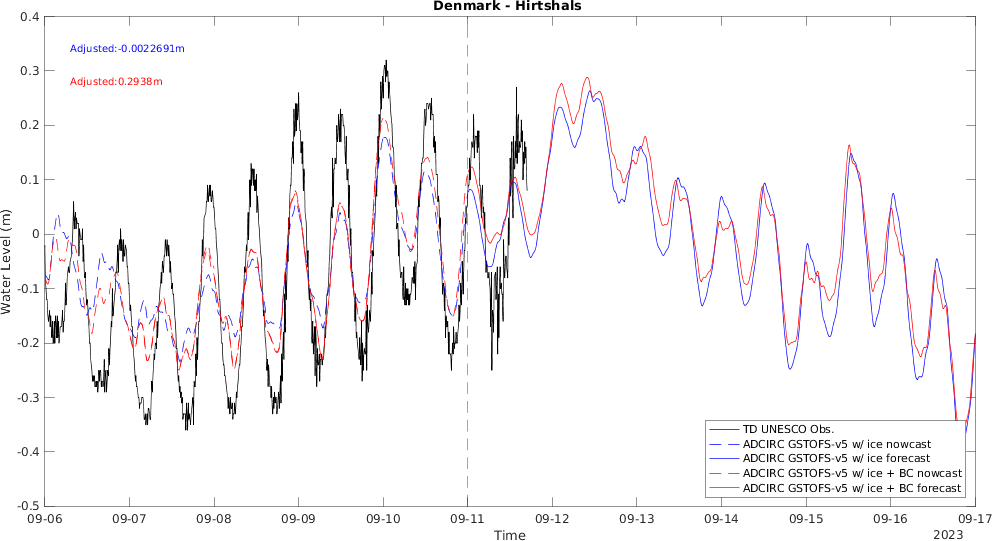 Denmark - Hirtshals
0.4
Adjusted:-0.0022691m
0.3
Adjusted:0.2938m
0.2
0.1
0
-0.1
-0.2
-0.3
-0.4
-0.5
Water Level (m)
TD UNESCO Obs.
ADCIRC GSTOFS-v5 w/ ice nowcast
ADCIRC GSTOFS-v5 w/ ice forecast
ADCIRC GSTOFS-v5 w/ ice + BC nowcast
ADCIRC GSTOFS-v5 w/ ice + BC forecast
09-06 09-07 09-08 09-09 09-10 09-11 09-12 09-13 09-14 09-15 09-16 09-17
Time
2023